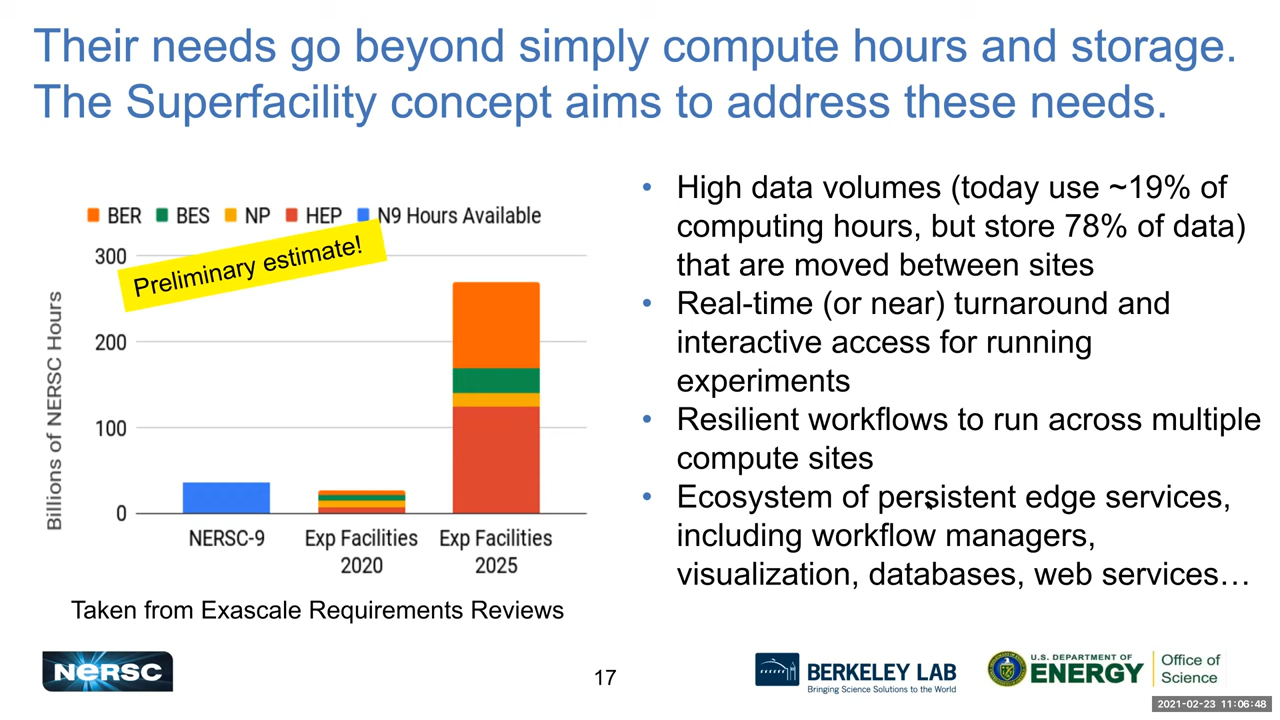 Their needs go beyond simply compute hours and storage.
The Superfacility concept aims to address these needs.
BER BES NP HEP N9 Hours Available
Preliminary estimate!
300
200
100
0
Billions of NERSC Hours
NERSC-9
Exp Facilities
2020
Exp Facilities
2025
Taken from Exascale Requirements Reviews
• High data volumes (today use ~19% of
computing hours, but store 78% of data)
that are moved between sites
• Real-time (or near) turnaround and
interactive access for running
experiments
• Resilient workflows to run across multiple
compute sites
• Ecosystem of persistent edge services,
including workflow managers,
visualization, databases, web services…
NERSC
17
BERKELEY LAB
Bringing Science Solutions to the World
U.S. DEPARTMENT OF
ENERGY
Office of
Science
2021-02-23 11:06:48